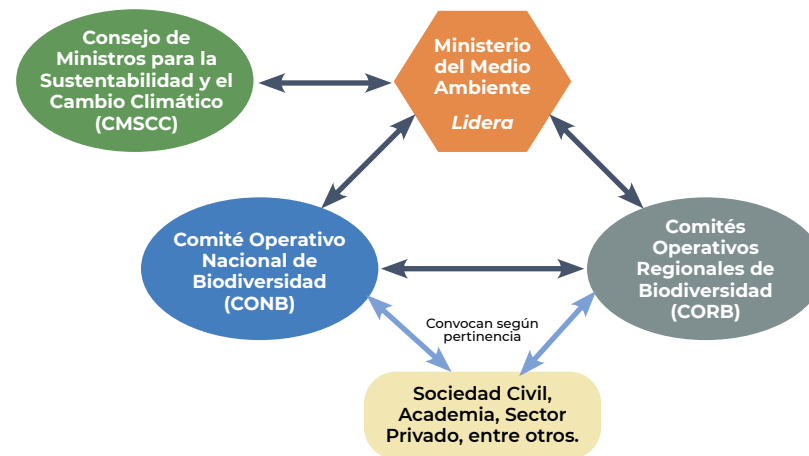 Consejo de
Ministros para la
Sustentabilidad y el
Cambio Climático
(CMSCC)
Ministerio
del Medio
Ambiente
Lidera
Comité Operativo
Nacional de
Biodiversidad
(CONB)
Comités
Operativos
Regionales de
Biodiversidad
(CORB)
Convocan según
pertinencia
Sociedad Civil,
Academia, Sector
Privado, entre otros.